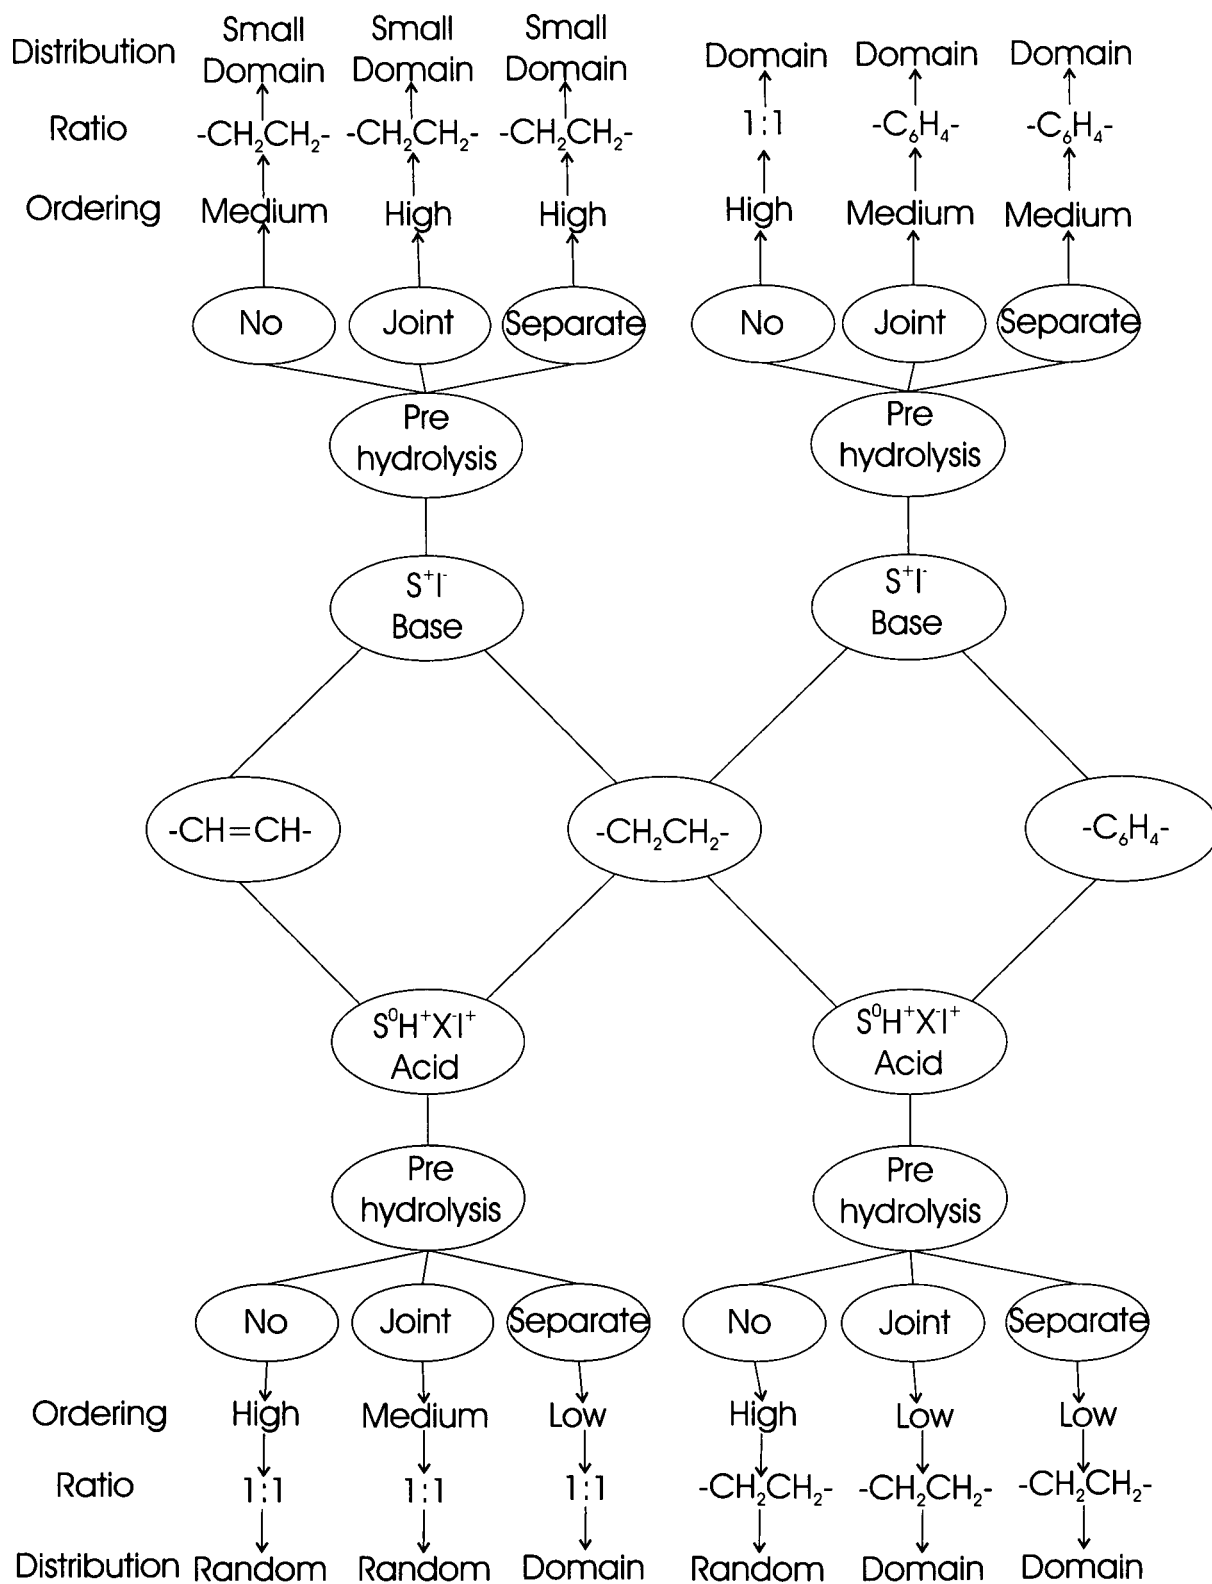 Distribution Small Domain Small Domain Small Domain Domain Domain Domain
Ratio -CH₂CH₂- -CH₂CH₂- -CH₂CH₂- 1:1 -C₆H₄- -C₆H₄-
Ordering Medium High High High Medium Medium
No Joint Separate No Joint Separate
Pre hydrolysis Pre hydrolysis
S⁺I⁻ S⁺I⁻
Base Base
-CH=CH- -CH₂CH₂- -C₆H₄-
S⁰H⁺X⁻I⁺ S⁰H⁺X⁻I⁺
Acid Acid
Pre hydrolysis Pre hydrolysis
No Joint Separate No Joint Separate
Ordering High Medium Low High Low Low
Ratio 1:1 1:1 1:1 -CH₂CH₂- -CH₂CH₂- -CH₂CH₂-
Distribution Random Random Domain Random Domain Domain